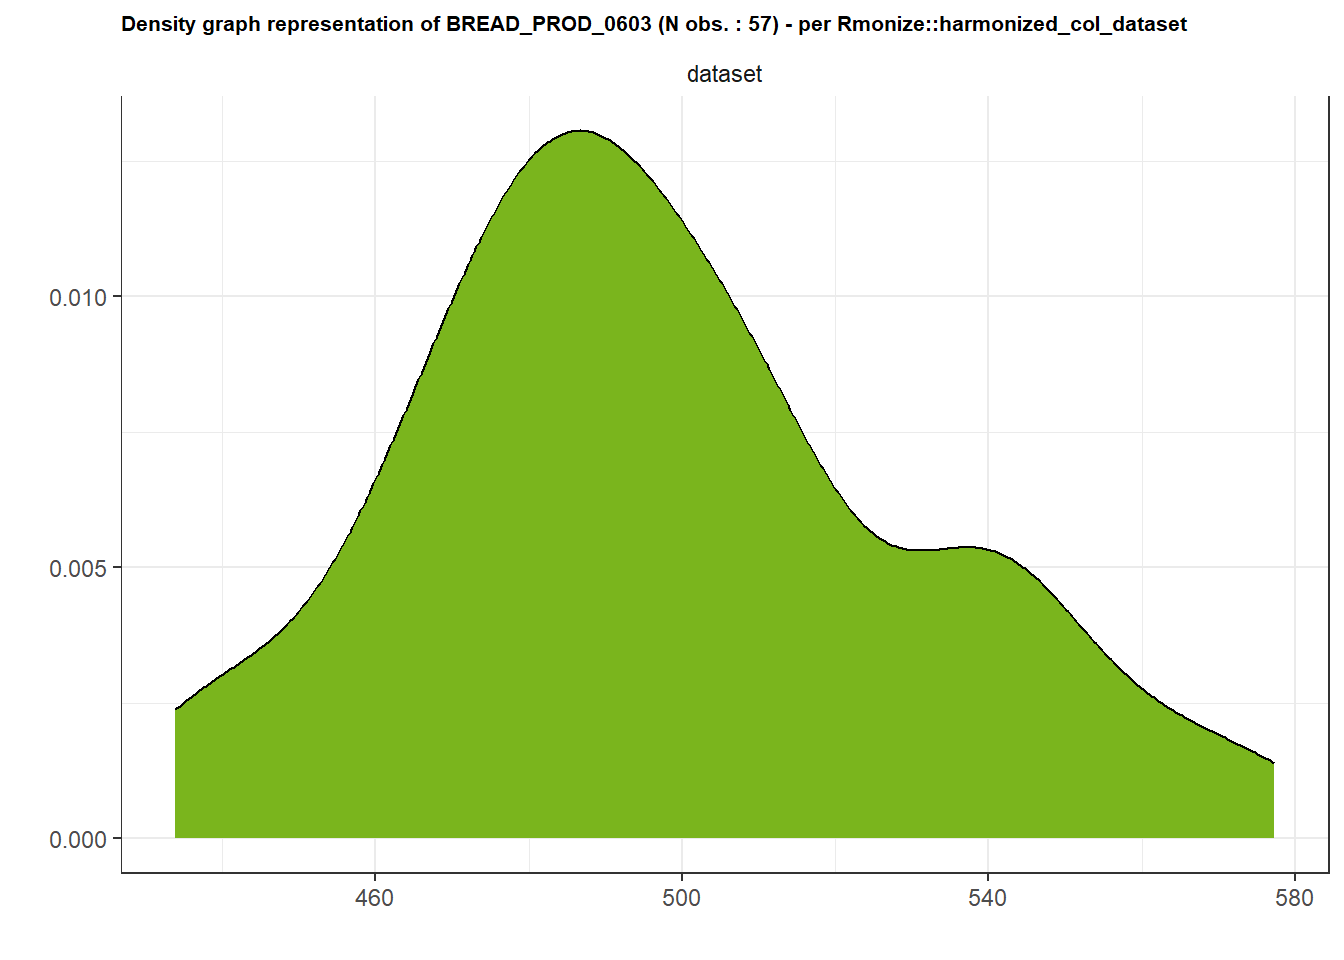 Density graph representation of BREAD_PROD_0603 (N obs. : 57) - per Rmonize::harmonized_col_dataset
dataset
0.010
0.005
0.000
460 500 540 580